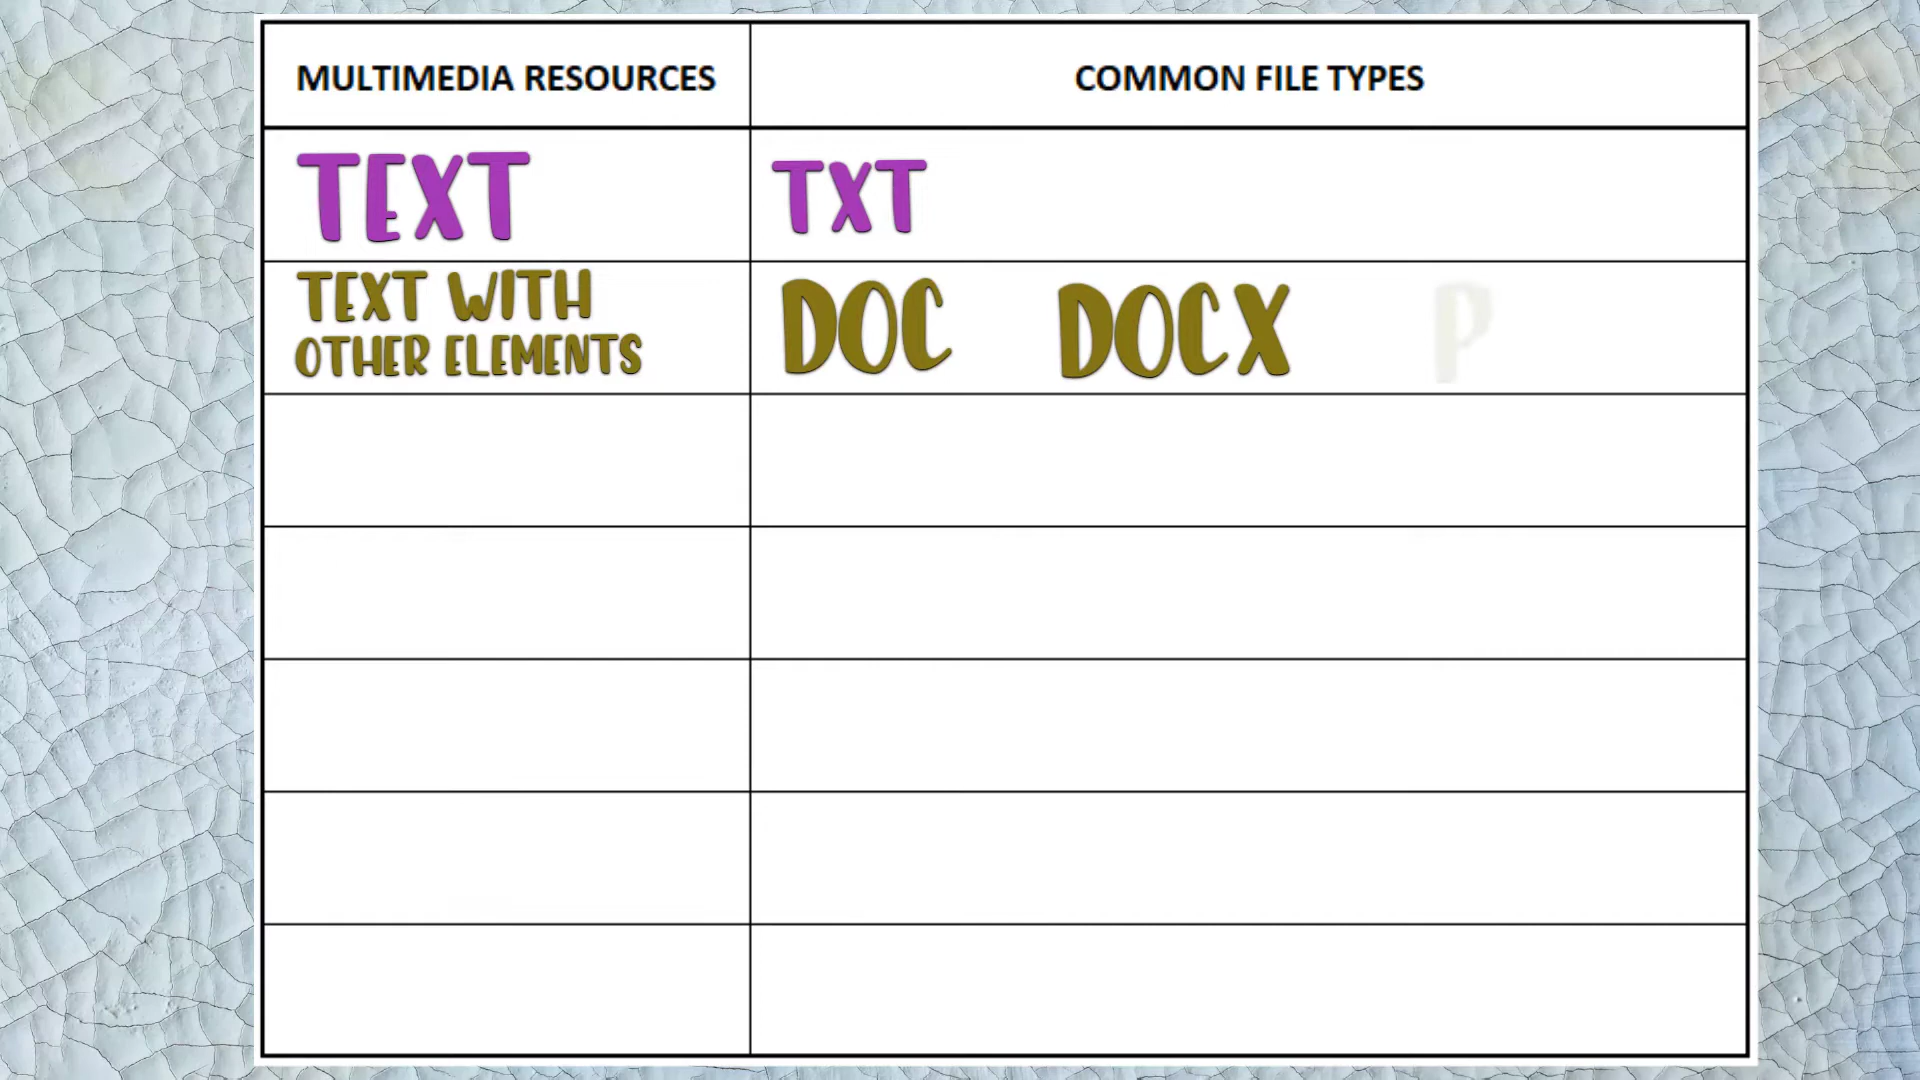 MULTIMEDIA RESOURCES COMMON FILE TYPES
TEXT TXT
TEXT WITH
OTHER ELEMENTS DOC DOCX P